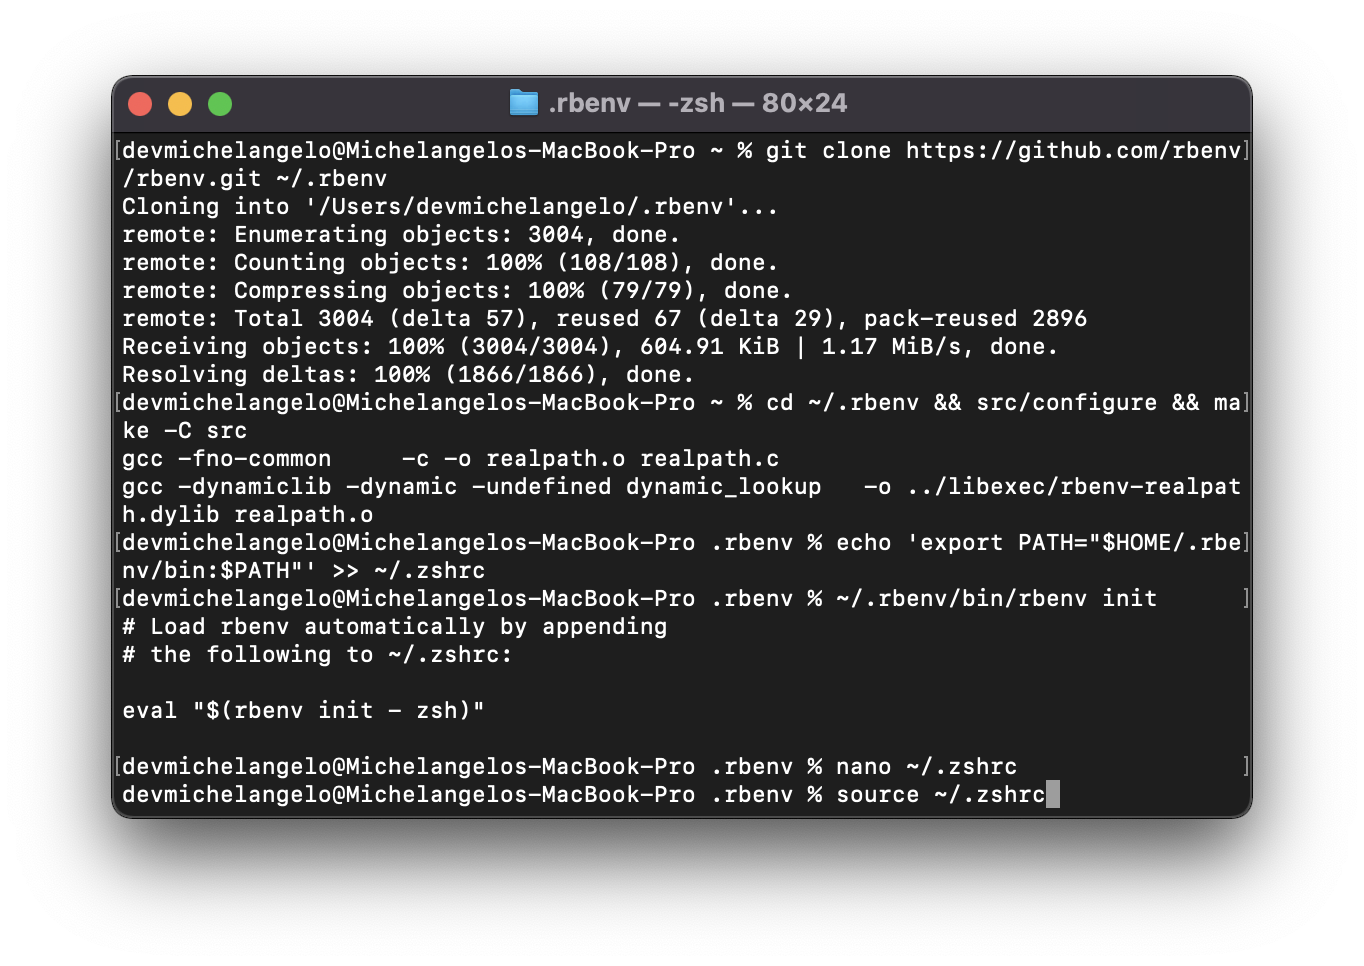 .rbenv — -zsh — 80×24
[devmichelangelo@Michelangelos-MacBook-Pro ~ % git clone https://github.com/rbenv]
/rbenv.git ~/.rbenv
Cloning into '/Users/devmichelangelo/.rbenv'...
remote: Enumerating objects: 3004, done.
remote: Counting objects: 100% (108/108), done.
remote: Compressing objects: 100% (79/79), done.
remote: Total 3004 (delta 57), reused 67 (delta 29), pack-reused 2896
Receiving objects: 100% (3004/3004), 604.91 KiB | 1.17 MiB/s, done.
Resolving deltas: 100% (1866/1866), done.
[devmichelangelo@Michelangelos-MacBook-Pro ~ % cd ~/.rbenv && src/configure && ma]
ke -C src
gcc -fno-common     -c -o realpath.o realpath.c
gcc -dynamiclib -dynamic -undefined dynamic_lookup   -o ../libexec/rbenv-realpat
h.dylib realpath.o
[devmichelangelo@Michelangelos-MacBook-Pro .rbenv % echo 'export PATH="$HOME/.rbe]
nv/bin:$PATH"' >> ~/.zshrc
[devmichelangelo@Michelangelos-MacBook-Pro .rbenv % ~/.rbenv/bin/rbenv init      ]
# Load rbenv automatically by appending
# the following to ~/.zshrc:
eval "$(rbenv init - zsh)"
[devmichelangelo@Michelangelos-MacBook-Pro .rbenv % nano ~/.zshrc                ]
devmichelangelo@Michelangelos-MacBook-Pro .rbenv % source ~/.zshrc